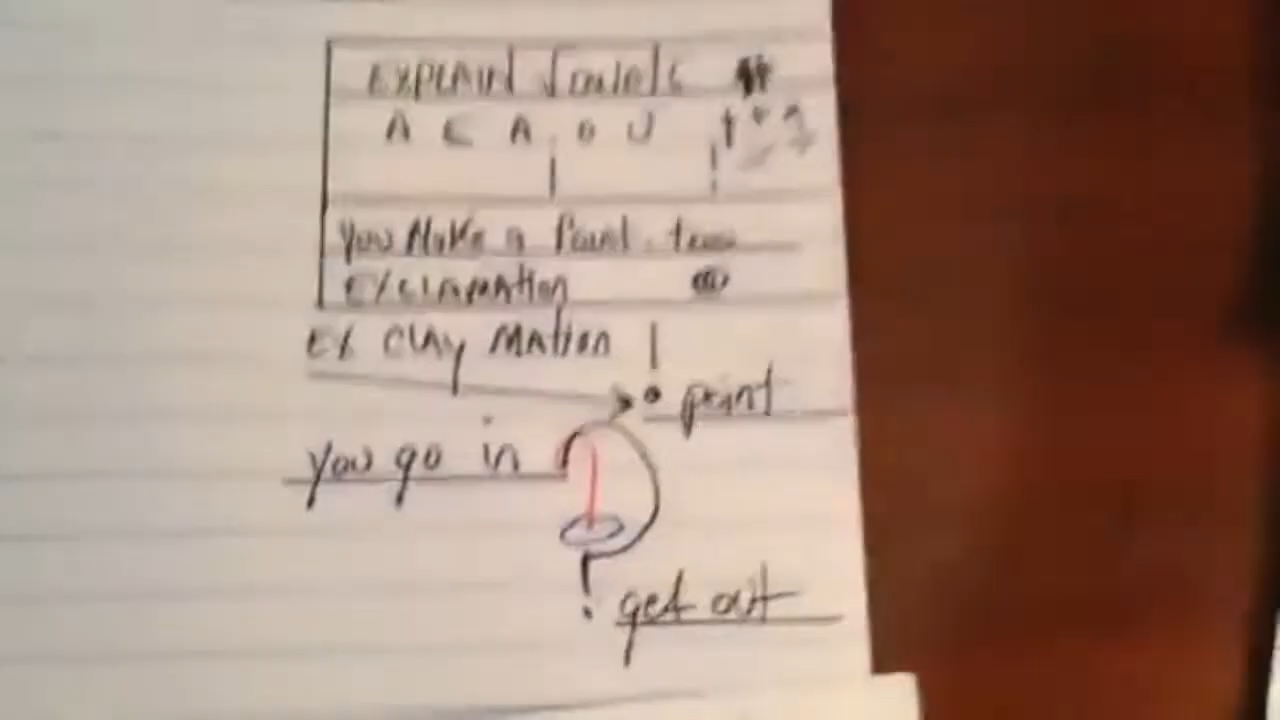 EXPLAIN Vowels
A E A . O U
!
You Make a Point
EXCLAMATION
EX CLAY MATION !
point
you go in
get out